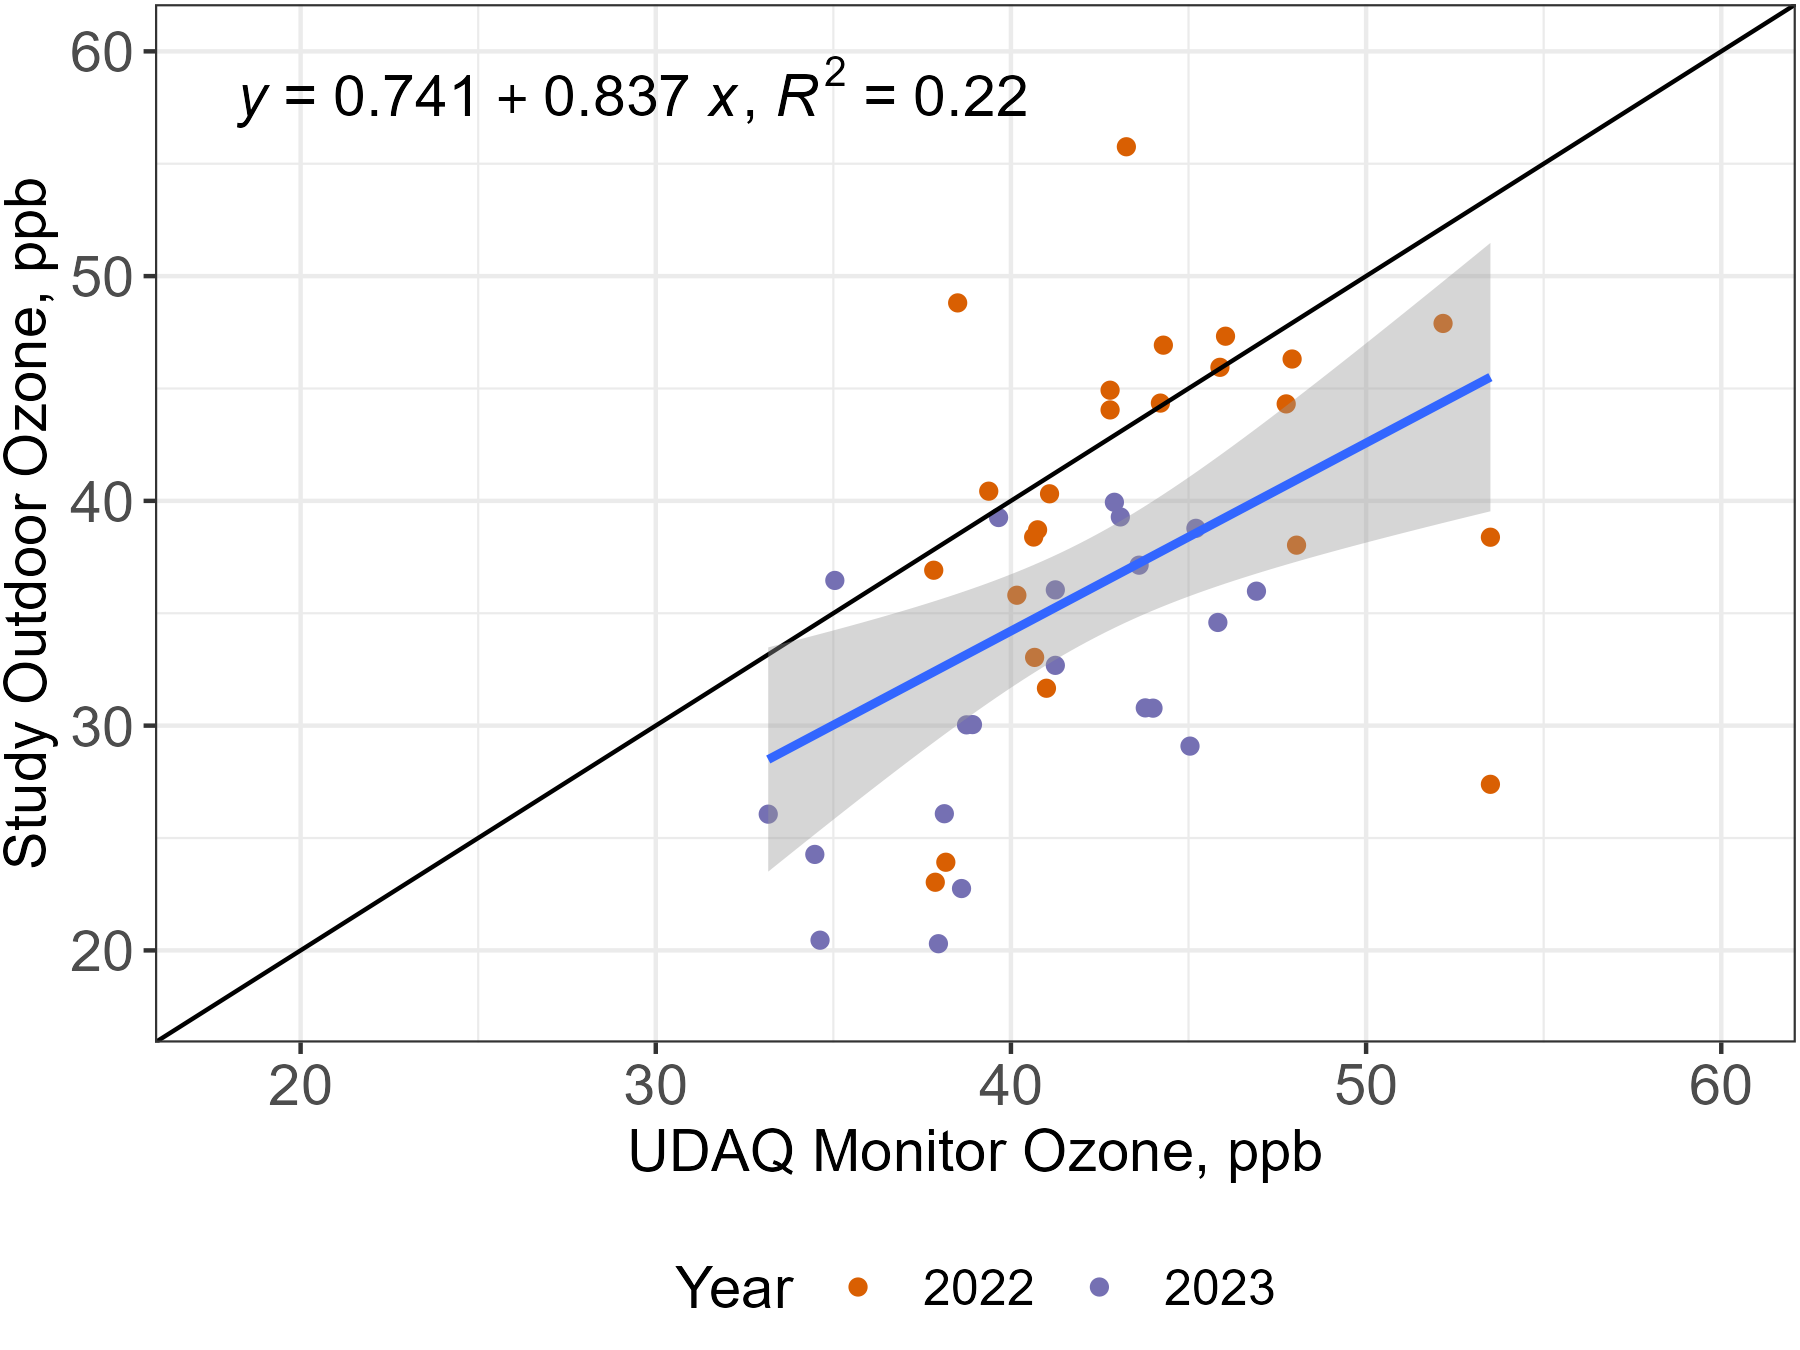 60
y = 0.741 + 0.837 x, R² = 0.22
50
40
30
20
Study Outdoor Ozone, ppb
20 30 40 50 60
UDAQ Monitor Ozone, ppb
Year 2022 2023